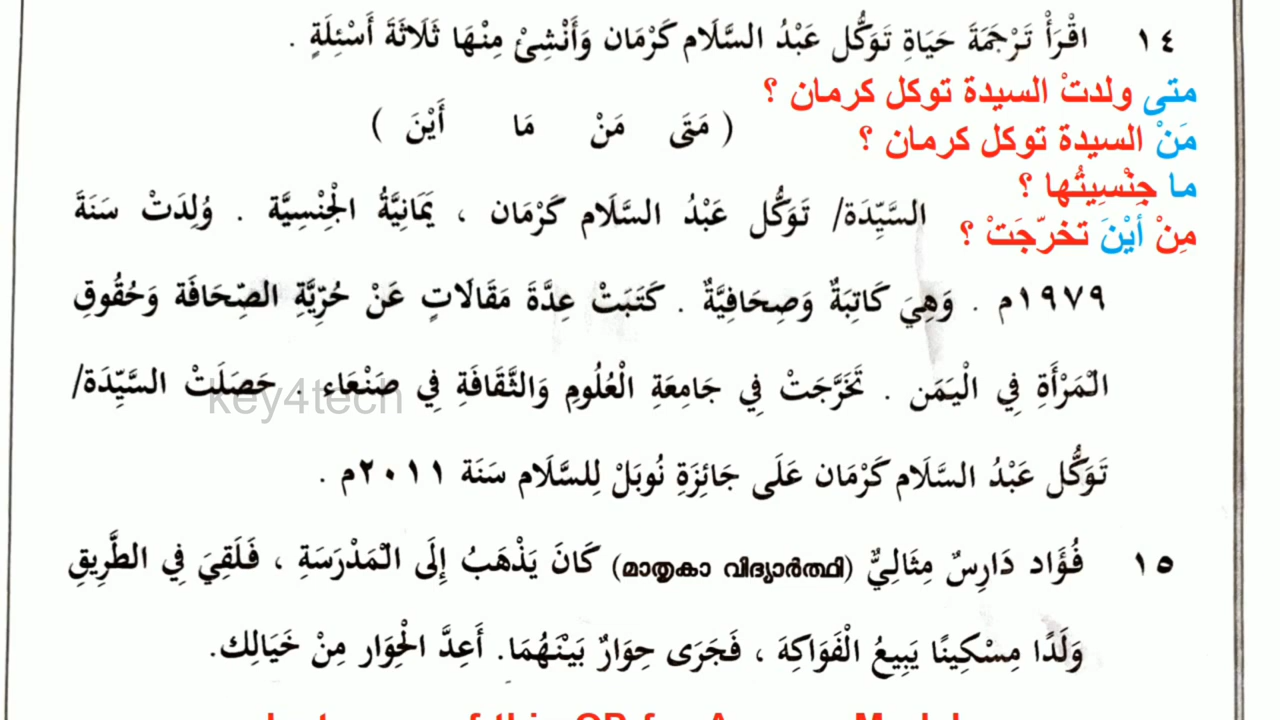 ١٤ اقْرَأْ تَرْجَمَةَ حَيَاةِ تَوَكُّل عَبْدُ السَّلَام كَرْمَان وَأَنْشِئْ مِنْهَا ثَلَاثَةَ أَسْئِلَةٍ .
متى ولدتْ السيدة توكل كرمان ؟
( مَتَى مَنْ مَا أَيْنَ )
مَنْ السيدة توكل كرمان ؟
ما جِنْسِيتُها ؟
السَّيِّدَة/ تَوَكُّل عَبْدُ السَّلَام كَرْمَان ، يَمَانِيَّةُ الْجِنْسِيَّة . وُلِدَتْ سَنَةَ
مِنْ أيْنَ تخرّجَتْ ؟
١٩٧٩م . وَهِيَ كَاتِبَةٌ وَصِحَافِيَّةٌ . كَتَبَتْ عِدَّةَ مَقَالَاتٍ عَنْ حُرِّيَّةِ الصِّحَافَة وَحُقُوقِ
الْمَرْأَةِ فِي الْيَمَن . تَخَرَّجَتْ فِي جَامِعَةِ الْعُلُومِ وَالثَّقَافَةِ فِي صَنْعَاء . حَصَلَتْ السَّيِّدَة/
key4tech
تَوَكُّل عَبْدُ السَّلَام كَرْمَان عَلَى جَائِزَةِ نُوبَلْ لِلسَّلَام سَنَة ٢٠١١م .
١٥ فُؤَاد دَارِسٌ مِثَالِيٌّ (മാതൃകാ വിദ്യാർത്ഥി) كَانَ يَذْهَبُ إِلَى الْمَدْرَسَةِ ، فَلَقِيَ فِي الطَّرِيقِ
وَلَدًا مِسْكِينًا يَبِيعُ الْفَوَاكِهَ ، فَجَرَى حِوَارٌ بَيْنَهُمَا. أَعِدَّ الْحِوَار مِنْ خَيَالِك.